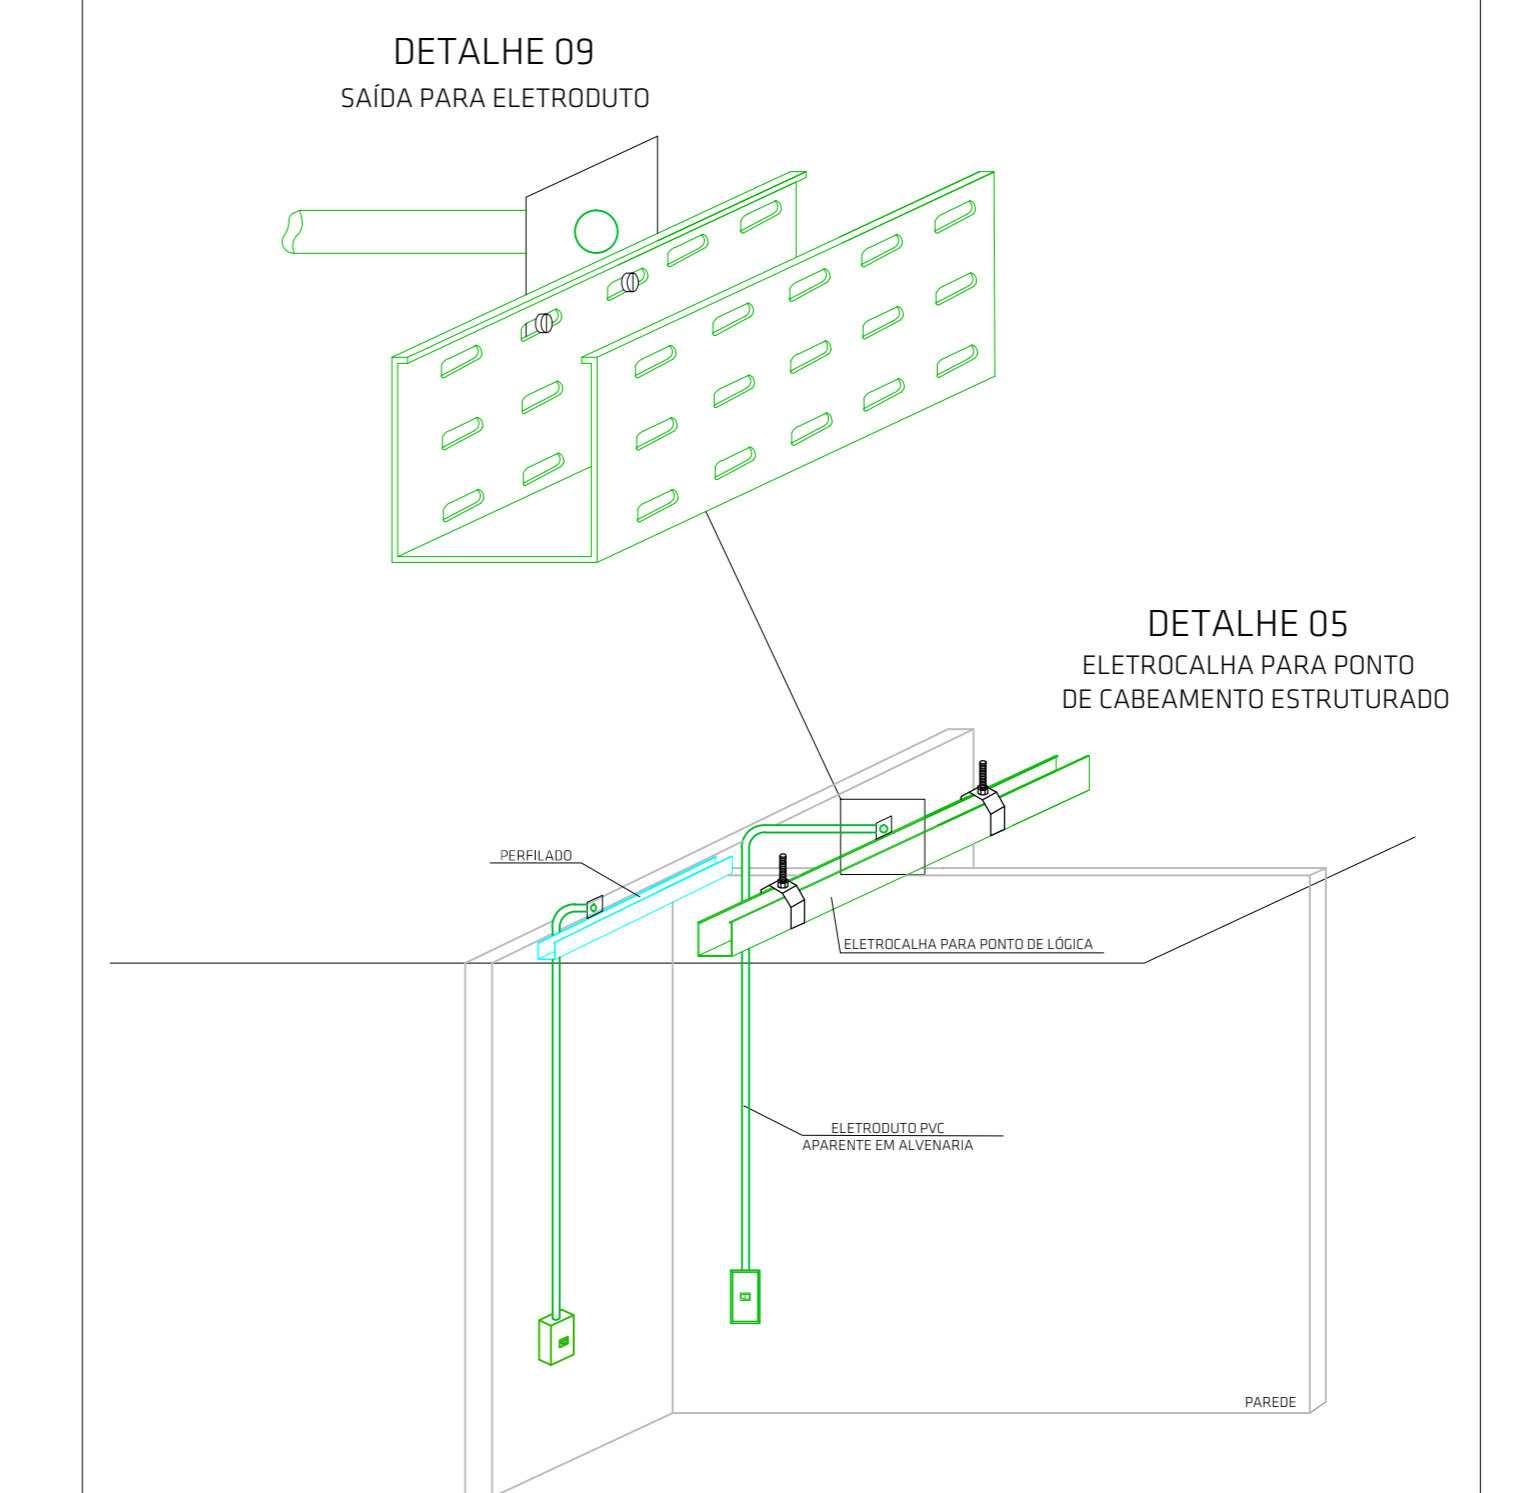 DETALHE 09
SAÍDA PARA ELETRODUTO
DETALHE 05
ELETROCALHA PARA PONTO
DE CABEAMENTO ESTRUTURADO
PERFILADO
ELETROCALHA PARA PONTO DE LÓGICA
ELETRODUTO PVC
APARENTE EM ALVENARIA
PAREDE